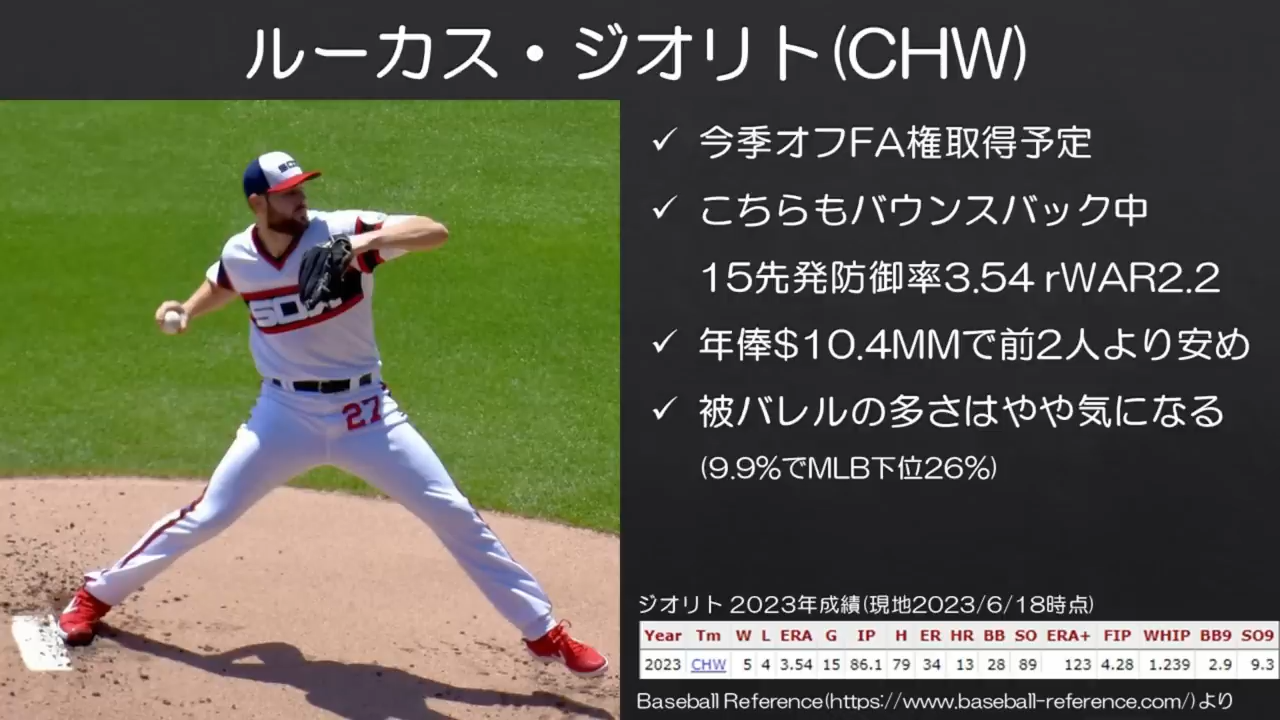 ルーカス・ジオリト(CHW)
✓ 今季オフFA権取得予定
✓ こちらもバウンスバック中
15先発防御率3.54 rWAR2.2
✓ 年俸$10.4MMで前2人より安め
✓ 被バレルの多さはやや気になる
(9.9%でMLB下位26%)
SOX
27
ジオリト 2023年成績(現地2023/6/18時点)
Year Tm W L ERA G IP H ER HR BB SO ERA+ FIP WHIP BB9 SO9
2023 CHW 5 4 3.54 15 86.1 79 34 13 28 89 123 4.28 1.239 2.9 9.3
Baseball Reference(https://www.baseball-reference.com/)より